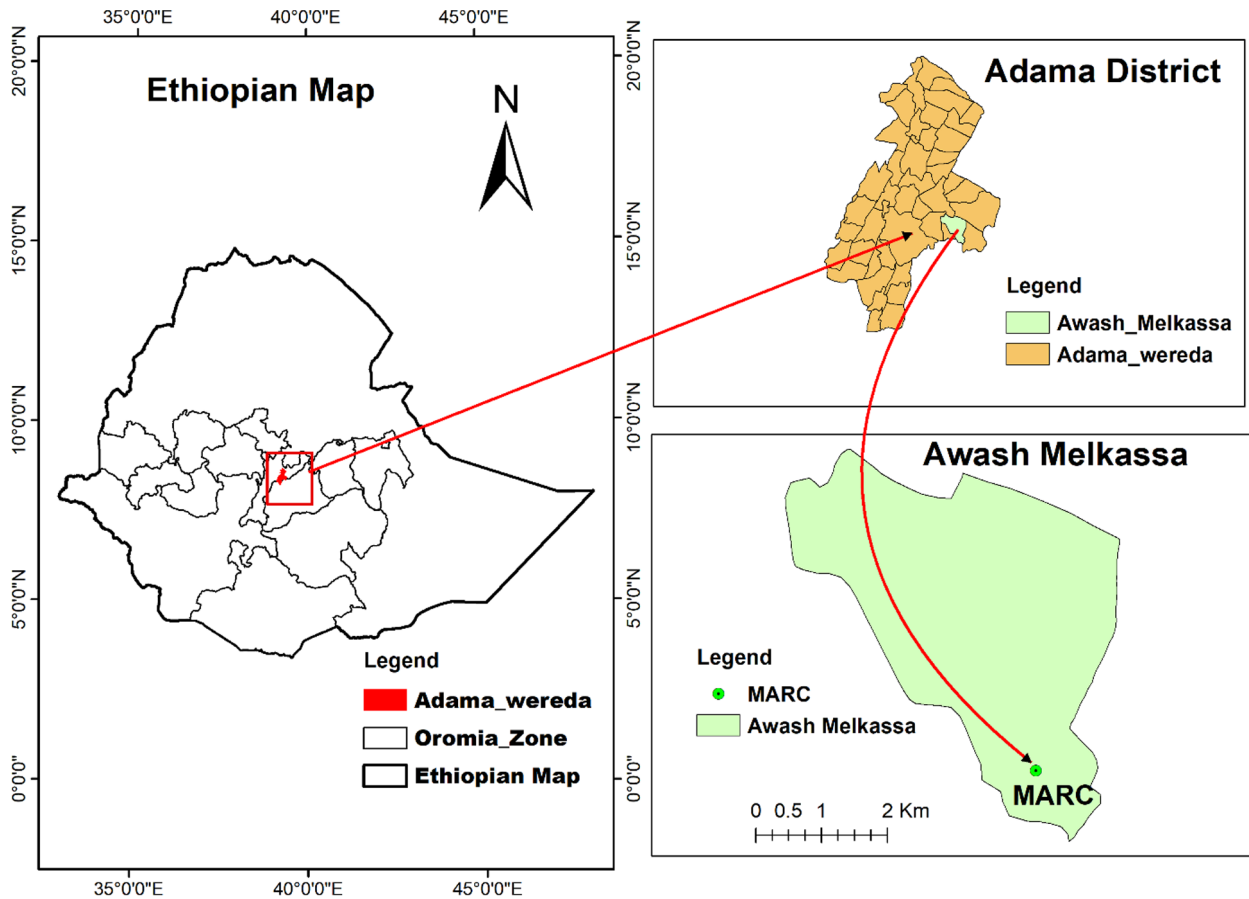 35°0'0"E 40°0'0"E 45°0'0"E
Ethiopian Map
N
20°0'0"N
15°0'0"N
10°0'0"N
5°0'0"N
0°0'0"
Legend
Adama_wereda
Oromia_Zone
Ethiopian Map
35°0'0"E 40°0'0"E 45°0'0"E
20°0'0"N
15°0'0"N
10°0'0"N
5°0'0"N
0°0'0"
Adama District
Legend
Awash_Melkassa
Adama_wereda
Awash Melkassa
Legend
MARC
Awash Melkassa
MARC
0 0.5 1 2 Km